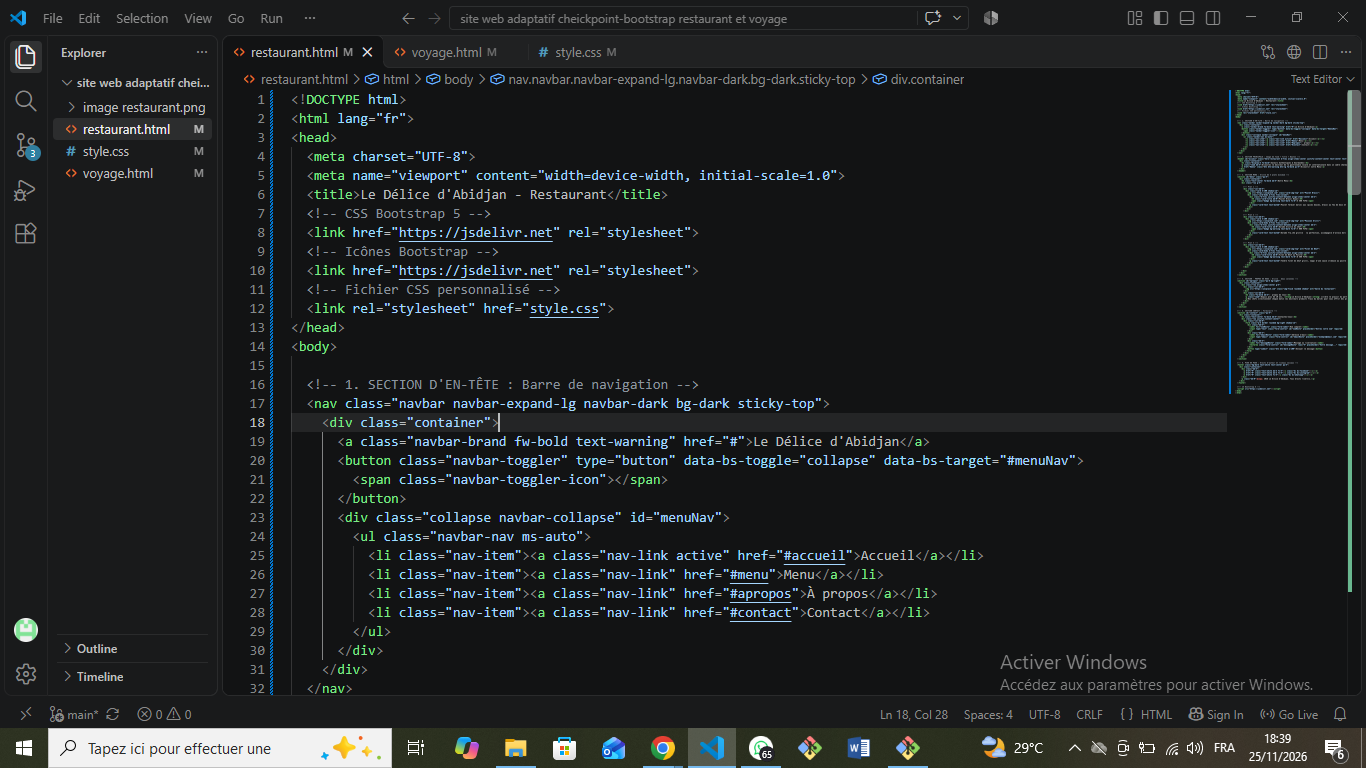 File Edit Selection View Go Run ···
site web adaptatif cheickpoint-bootstrap restaurant et voyage
Explorer ···
site web adaptatif chei...
image restaurant.png
restaurant.html M
style.css M
voyage.html M
3
Outline
Timeline
restaurant.html M
voyage.html M
style.css M
restaurant.html > html > body > nav.navbar.navbar-expand-lg.navbar-dark.bg-dark.sticky-top > div.container
Text Editor
1 <!DOCTYPE html>
2 <html lang="fr">
3 <head>
4 <meta charset="UTF-8">
5 <meta name="viewport" content="width=device-width, initial-scale=1.0">
6 <title>Le Délice d'Abidjan - Restaurant</title>
7 <!-- CSS Bootstrap 5 -->
8 <link href="https://jsdelivr.net" rel="stylesheet">
9 <!-- Icônes Bootstrap -->
10 <link href="https://jsdelivr.net" rel="stylesheet">
11 <!-- Fichier CSS personnalisé -->
12 <link rel="stylesheet" href="style.css">
13 </head>
14 <body>
15
16 <!-- 1. SECTION D'EN-TÊTE : Barre de navigation -->
17 <nav class="navbar navbar-expand-lg navbar-dark bg-dark sticky-top">
18 <div class="container">
19 <a class="navbar-brand fw-bold text-warning" href="#">Le Délice d'Abidjan</a>
20 <button class="navbar-toggler" type="button" data-bs-toggle="collapse" data-bs-target="#menuNav">
21 <span class="navbar-toggler-icon"></span>
22 </button>
23 <div class="collapse navbar-collapse" id="menuNav">
24 <ul class="navbar-nav ms-auto">
25 <li class="nav-item"><a class="nav-link active" href="#accueil">Accueil</a></li>
26 <li class="nav-item"><a class="nav-link" href="#menu">Menu</a></li>
27 <li class="nav-item"><a class="nav-link" href="#apropos">À propos</a></li>
28 <li class="nav-item"><a class="nav-link" href="#contact">Contact</a></li>
29 </ul>
30 </div>
31 </div>
32 </nav>
Activer Windows
Accédez aux paramètres pour activer Windows.
main* 0 0 Ln 18, Col 28 Spaces: 4 UTF-8 CRLF {} HTML Sign In Go Live
Tapez ici pour effectuer une
65
29°C
FRA
18:39
25/11/2026
6